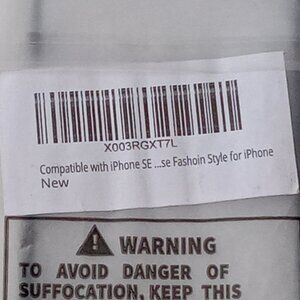 X003RGXT7L
Compatible with iPhone SE ...se Fashoin Style for iPhone
New
WARNING
TO AVOID DANGER OF
SUFFOCATION, KEEP THIS